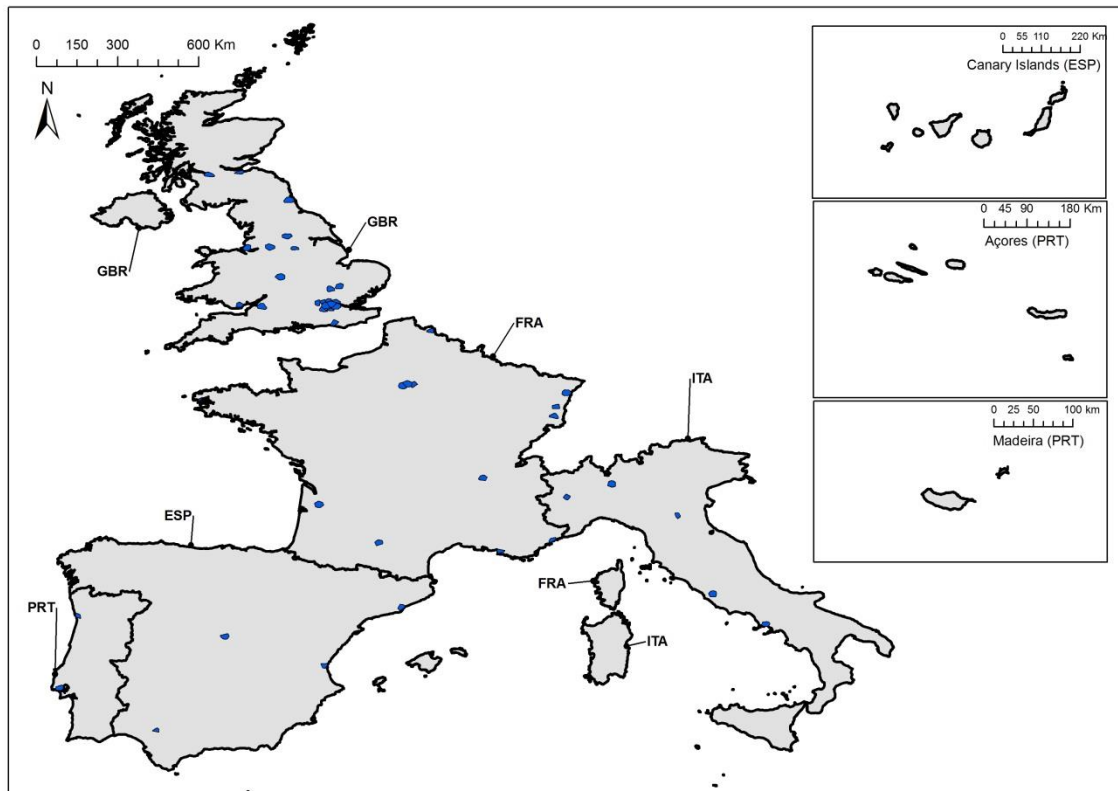 0 150 300 600 Km
N
GBR
GBR
FRA
ITA
ESP
PRT
FRA
ITA
0 55 110 220 Km
Canary Islands (ESP)
0 45 90 180 Km
Açores (PRT)
0 25 50 100 km
Madeira (PRT)